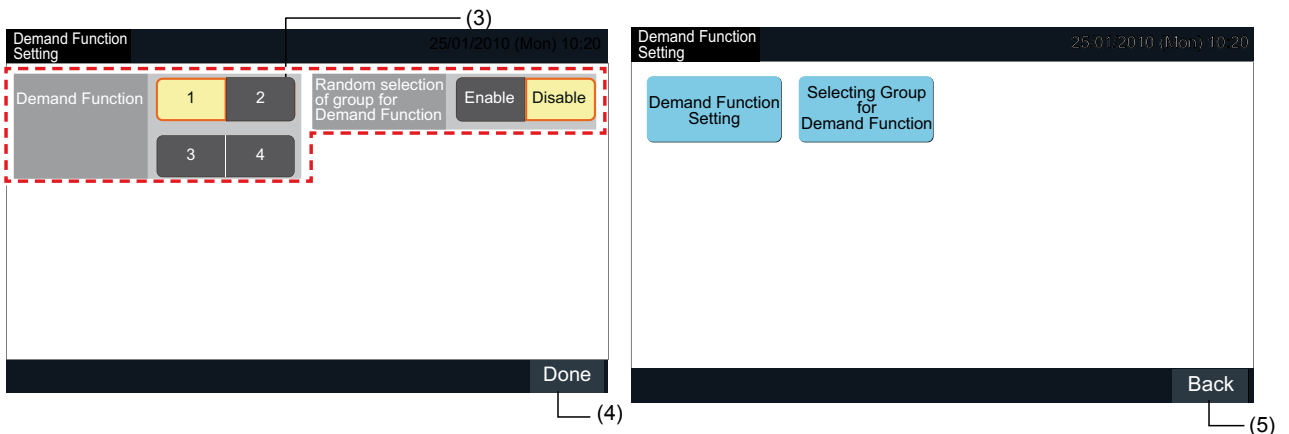 (3)
Demand Function
Setting
25/01/2010 (Mon) 10:20
Demand Function
1
2
3
4
Random selection
of group for
Demand Function
Enable
Disable
Done
(4)
Demand Function
Setting
25/01/2010 (Mon) 10:20
Demand Function
Setting
Selecting Group
for
Demand Function
Back
(5)